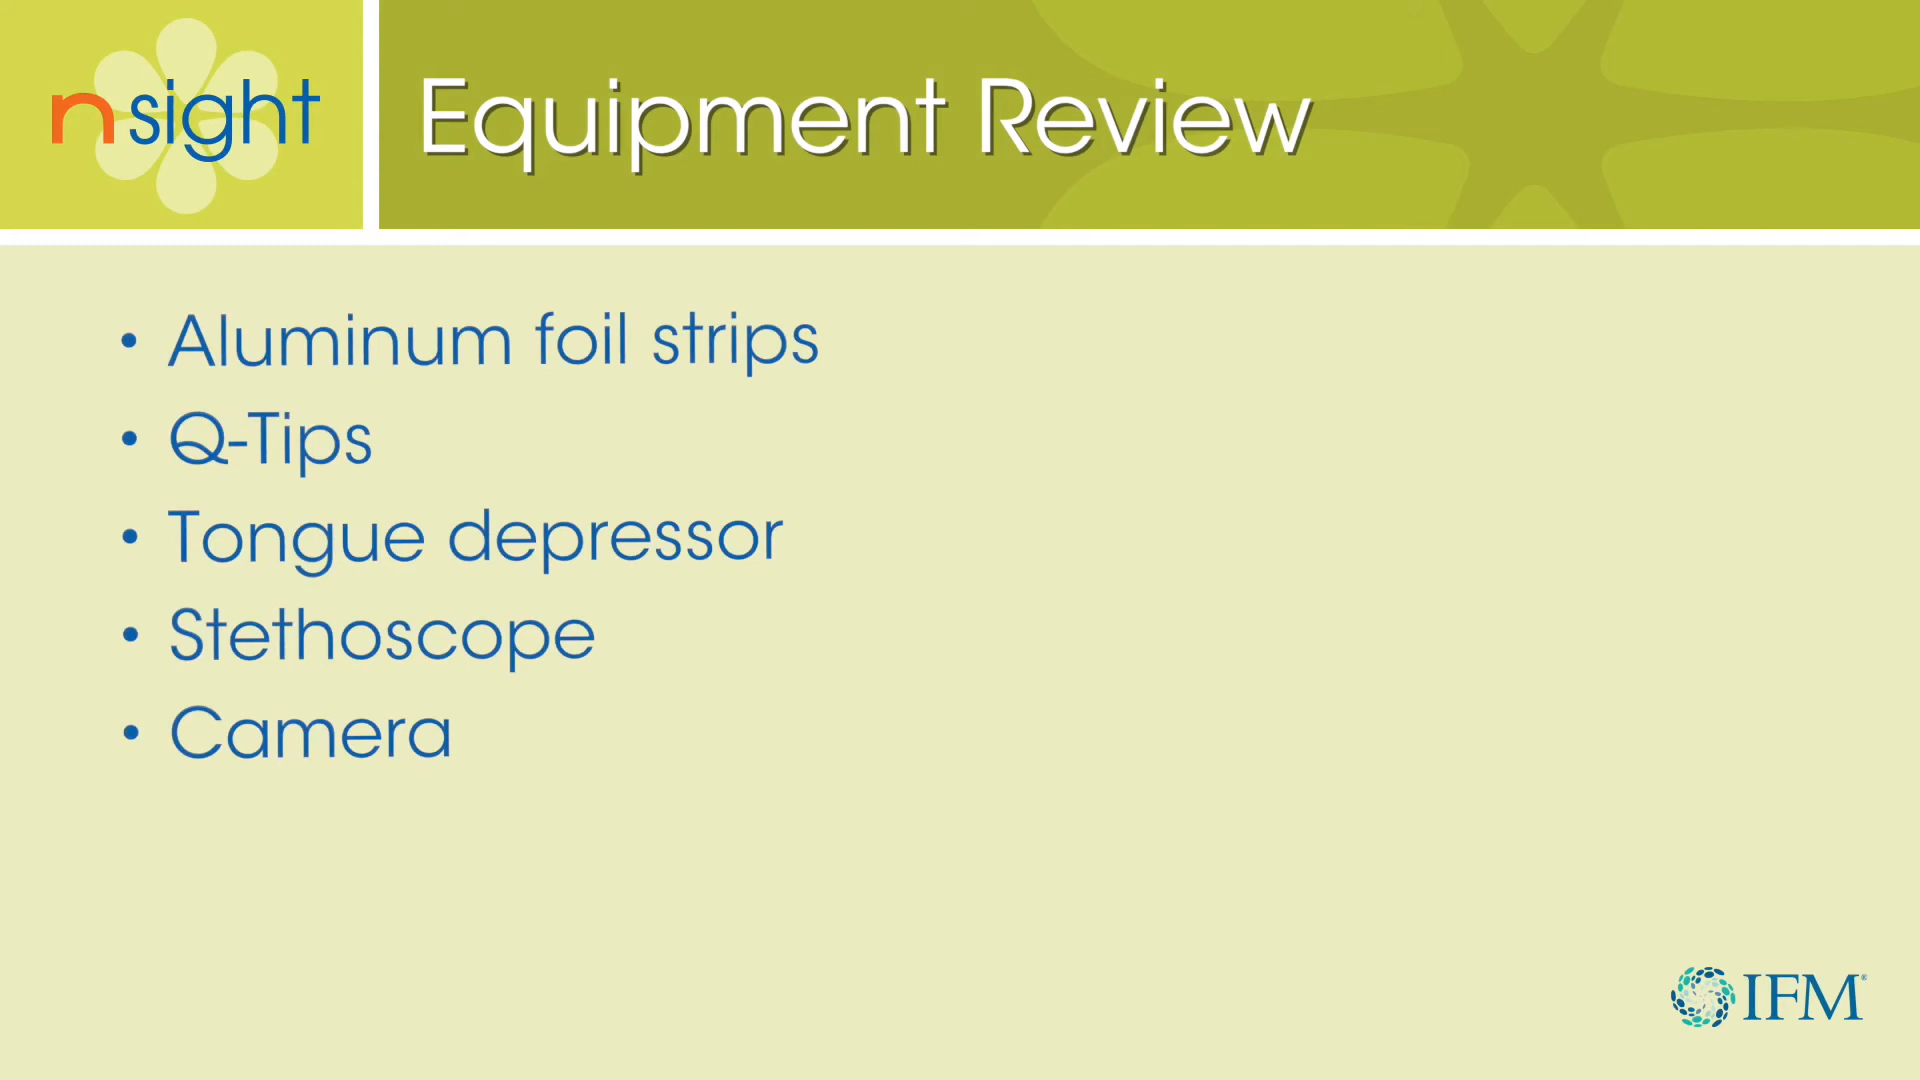 nsight
Equipment Review
• Aluminum foil strips
• Q-Tips
• Tongue depressor
• Stethoscope
• Camera
IFM®